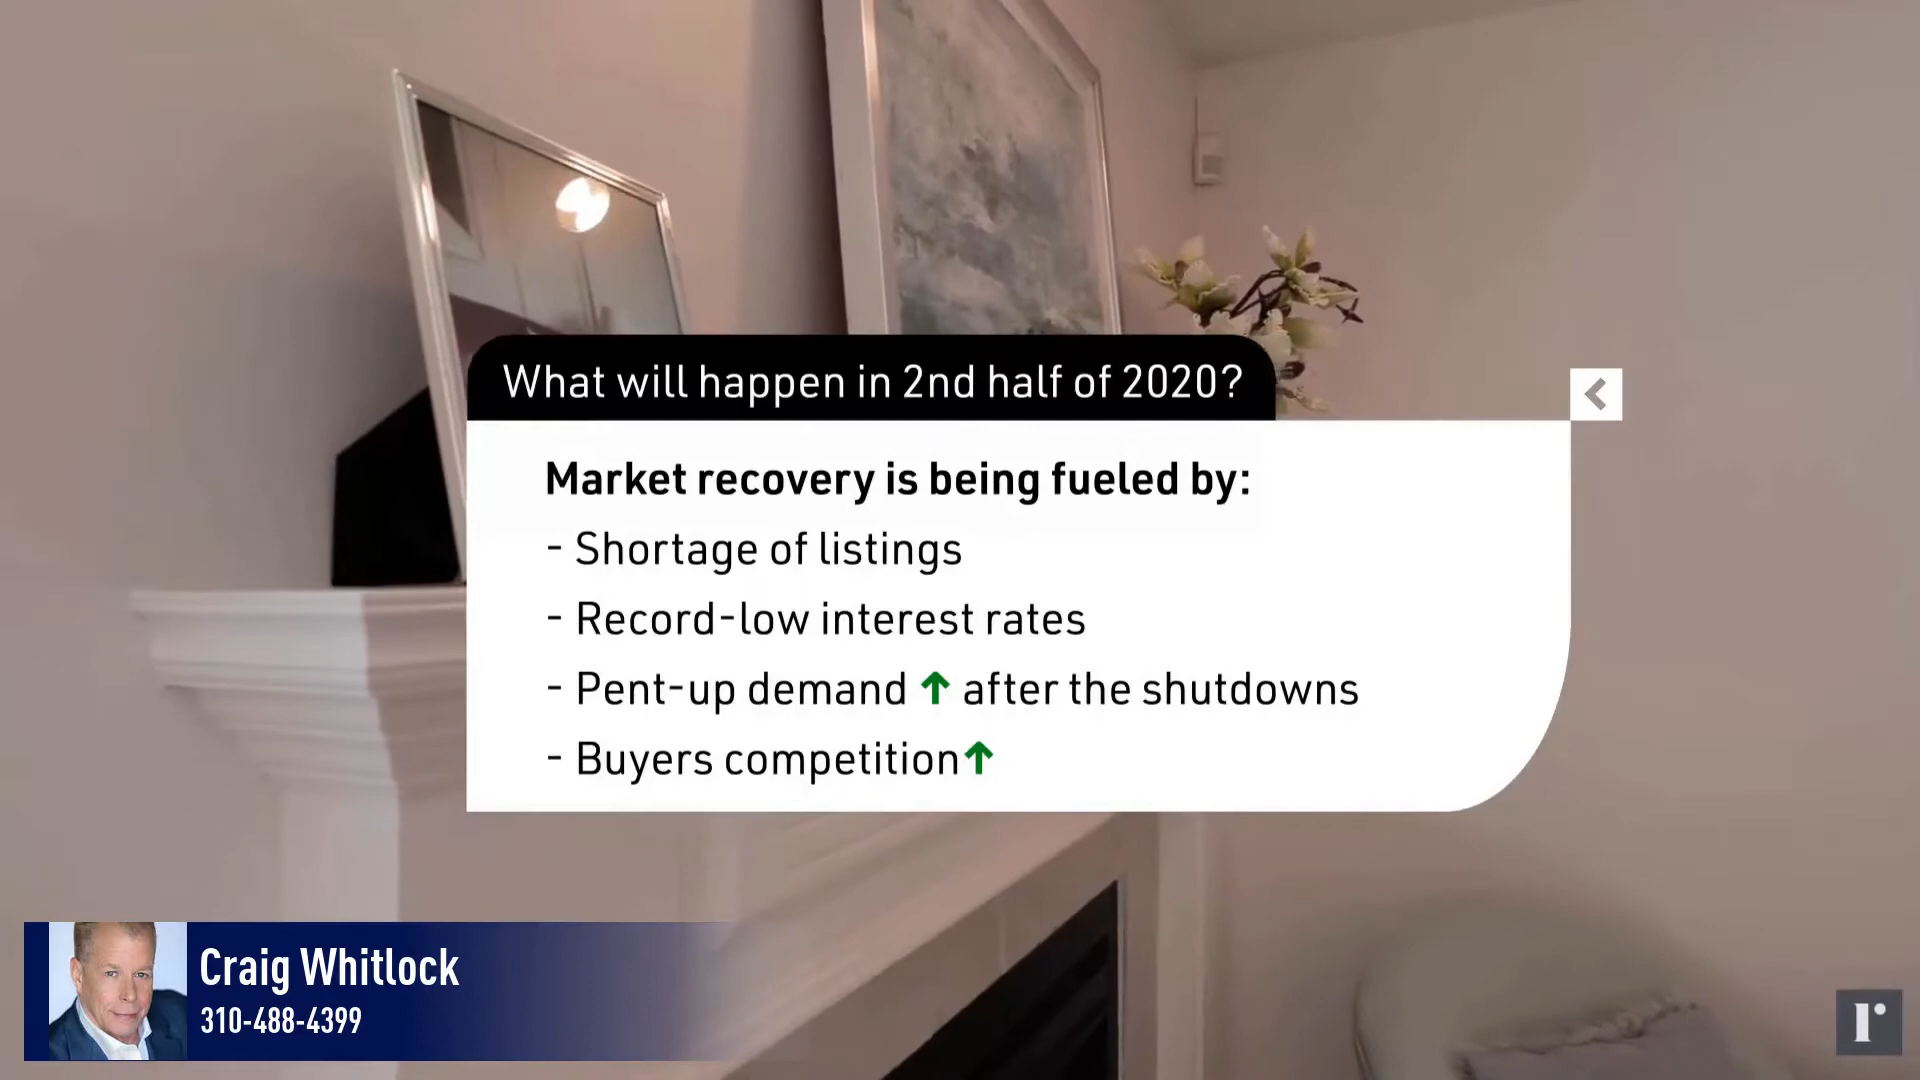 What will happen in 2nd half of 2020?
Market recovery is being fueled by:
- Shortage of listings
- Record-low interest rates
- Pent-up demand ↑ after the shutdowns
- Buyers competition↑
Craig Whitlock
310-488-4399
r